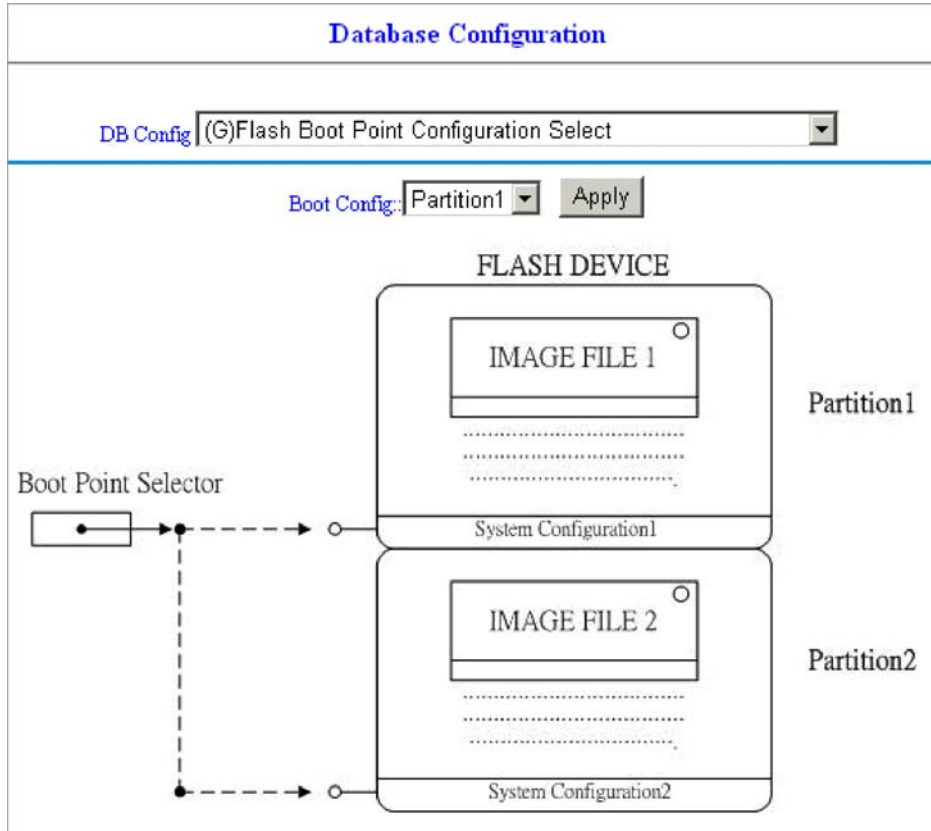 Database Configuration
DB Config (G)Flash Boot Point Configuration Select
Boot Config:: Partition1 Apply
FLASH DEVICE
IMAGE FILE 1
Partition1
Boot Point Selector
System Configuration1
IMAGE FILE 2
Partition2
System Configuration2